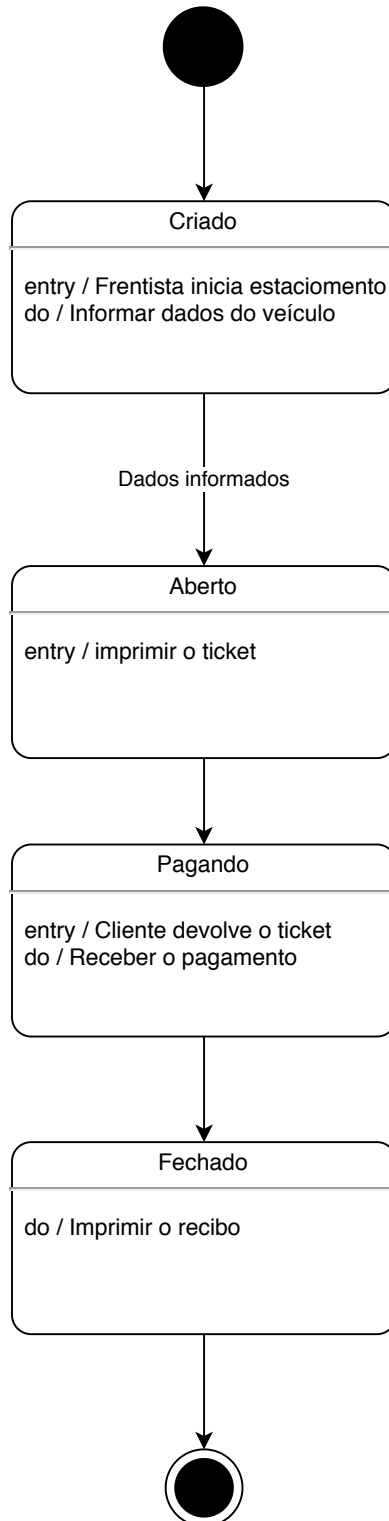 Criado
entry / Frentista inicia estaciomento
do / Informar dados do veículo
Dados informados
Aberto
entry / imprimir o ticket
Pagando
entry / Cliente devolve o ticket
do / Receber o pagamento
Fechado
do / Imprimir o recibo